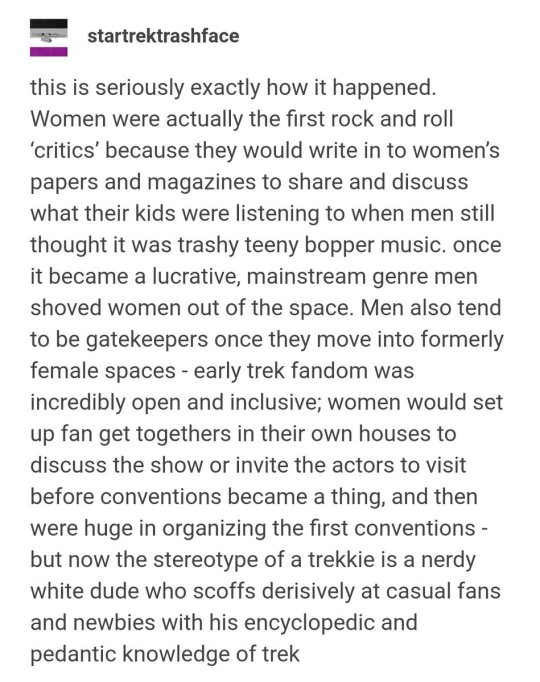 startrektrashface
this is seriously exactly how it happened.
Women were actually the first rock and roll
‘critics’ because they would write in to women’s
papers and magazines to share and discuss
what their kids were listening to when men still
thought it was trashy teeny bopper music. once
it became a lucrative, mainstream genre men
shoved women out of the space. Men also tend
to be gatekeepers once they move into formerly
female spaces - early trek fandom was
incredibly open and inclusive; women would set
up fan get togethers in their own houses to
discuss the show or invite the actors to visit
before conventions became a thing, and then
were huge in organizing the first conventions -
but now the stereotype of a trekkie is a nerdy
white dude who scoffs derisively at casual fans
and newbies with his encyclopedic and
pedantic knowledge of trek